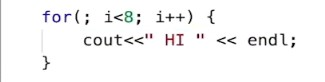 for(; i<8; i++) {
    cout<<" HI " << endl;
}